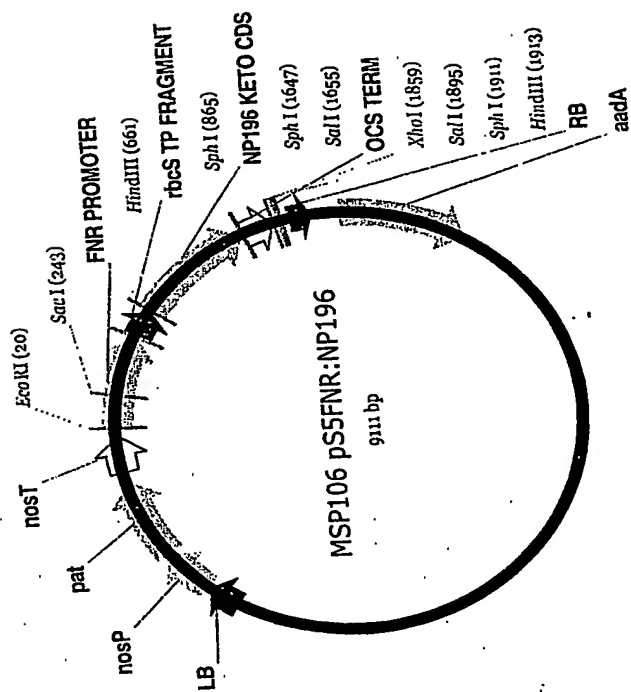 LB
nosP
pat
nosT
EcoRI (20)
SacI (243)
FNR PROMOTER
HindIII (661)
rbcS TP FRAGMENT
SphI (865)
NP196 KETO CDS
SphI (1647)
SalI (1655)
OCS TERM
XhoI (1859)
SalI (1895)
SphI (1911)
HindIII (1913)
RB
aadA
MSP106 pS5FNR:NP196
9111 bp